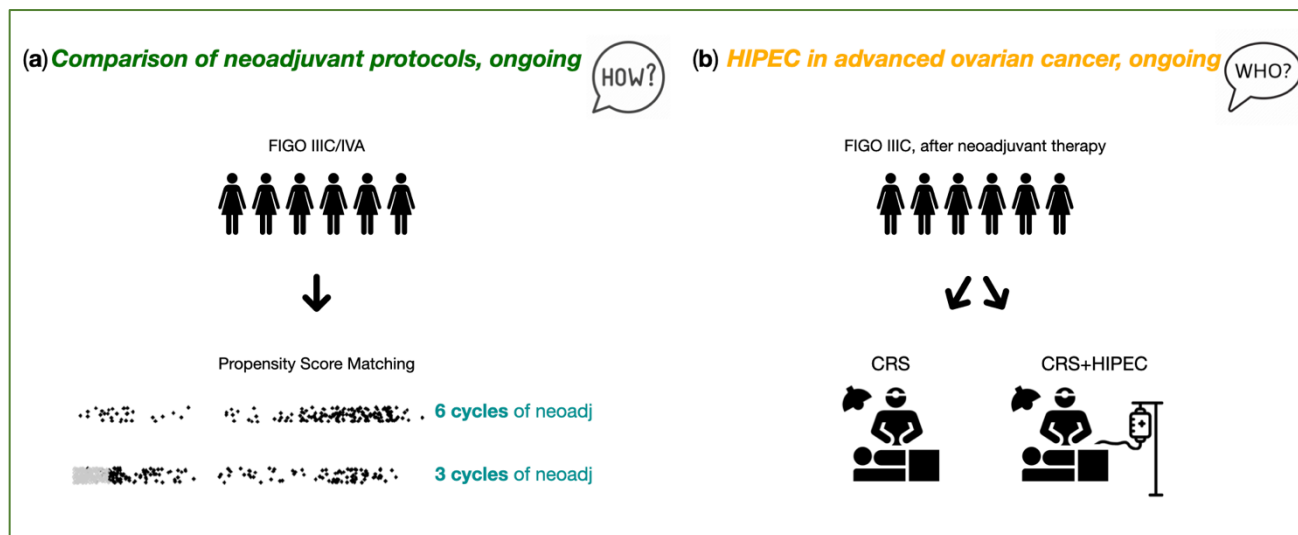 (a) Comparison of neoadjuvant protocols, ongoing
HOW?
FIGO IIIC/IVA
Propensity Score Matching
6 cycles of neoadj
3 cycles of neoadj
(b) HIPEC in advanced ovarian cancer, ongoing
WHO?
FIGO IIIC, after neoadjuvant therapy
CRS
CRS+HIPEC